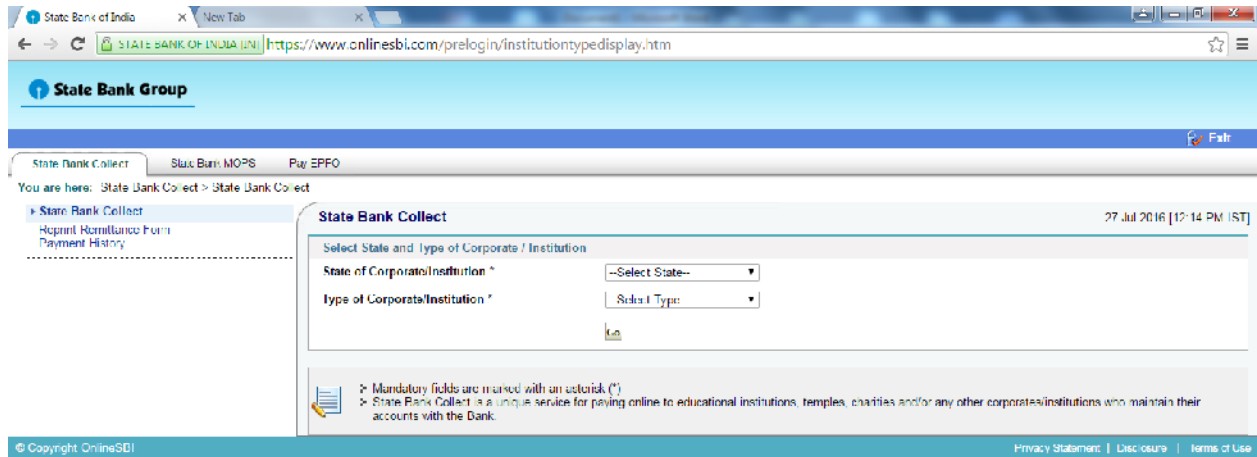 State Bank of India
New Tab
STATE BANK OF INDIA [IN] https://www.onlinesbi.com/prelogin/institutiontypedisplay.htm
State Bank Group
Exit
State Bank Collect State Bank MOPS Pay EPFO
You are here: State Bank Collect > State Bank Collect
State Bank Collect
Reprint Remittance Form
Payment History
State Bank Collect 27 Jul 2016 [12:14 PM IST]
Select State and Type of Corporate / Institution
State of Corporate/Institution * --Select State--
Type of Corporate/Institution * --Select Type--
Go
> Mandatory fields are marked with an asterisk (*)
> State Bank Collect is a unique service for paying online to educational institutions, temples, charities and/or any other corporates/institutions who maintain their
accounts with the Bank.
© Copyright OnlineSBI Privacy Statement | Disclosure | Terms of Use